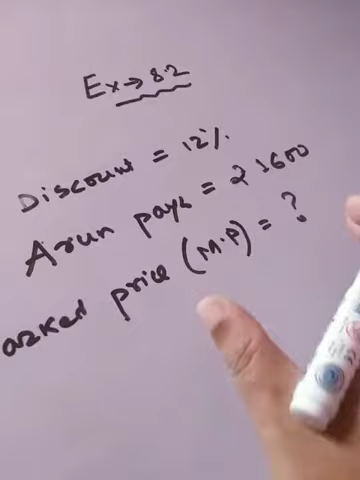 Ex→8.2
Discount = 12%.
Arun pays = ₹ 1600
arked price (M.P) = ?